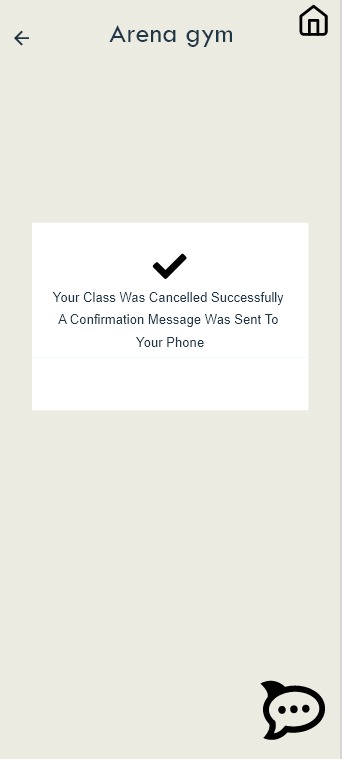 Arena gym
Your Class Was Cancelled Successfully
A Confirmation Message Was Sent To
Your Phone